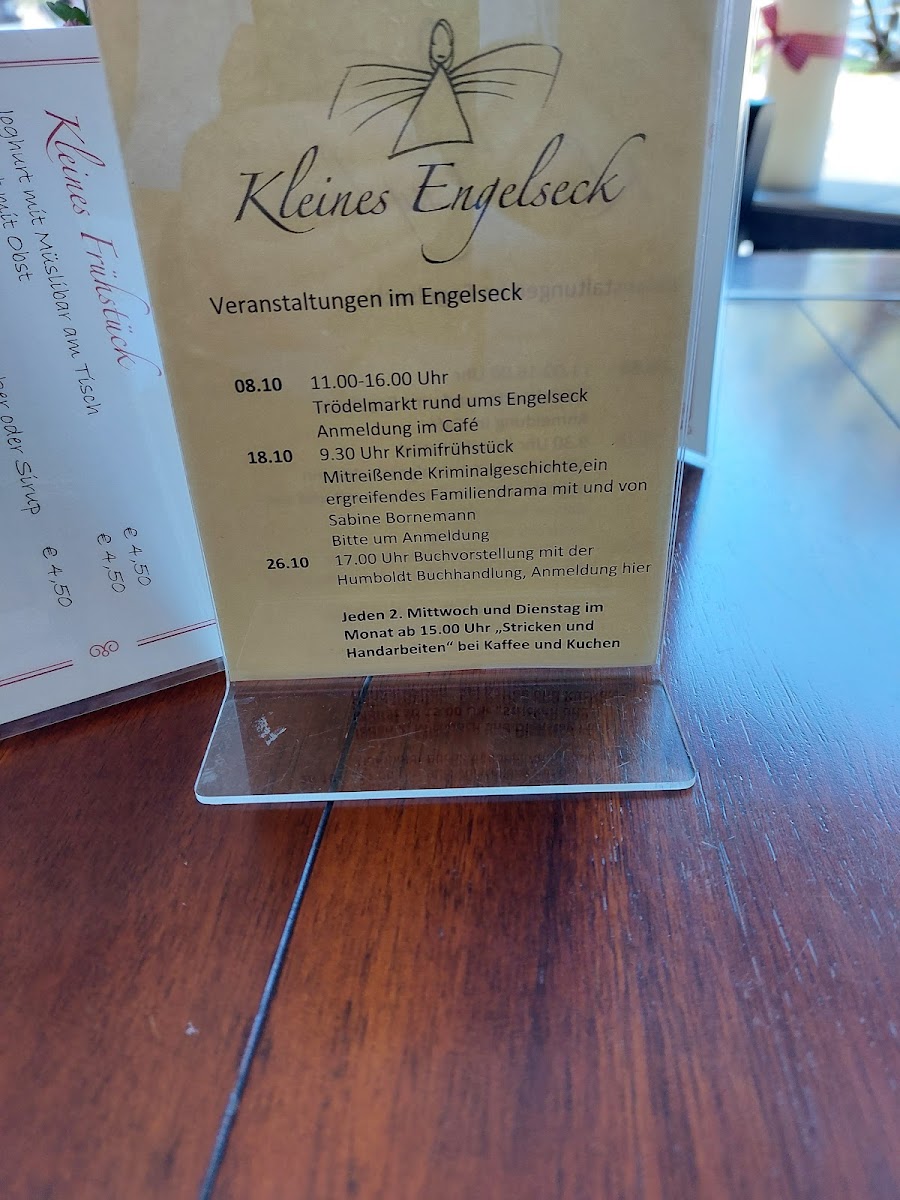 Kleines Engelseck
Veranstaltungen im Engelseck
08.10 11.00-16.00 Uhr
Trödelmarkt rund ums Engelseck
Anmeldung im Café
18.10 9.30 Uhr Krimifrühstück
Mitreißende Kriminalgeschichte,ein
ergreifendes Familiendrama mit und von
Sabine Bornemann
Bitte um Anmeldung
26.10 17.00 Uhr Buchvorstellung mit der
Humboldt Buchhandlung, Anmeldung hier
Jeden 2. Mittwoch und Dienstag im
Monat ab 15.00 Uhr „Stricken und
Handarbeiten“ bei Kaffee und Kuchen
Kleines Frühstück
Joghurt mit Müslibar am Tisch € 4,50
mit Obst € 4,50
oder Sirup € 4,50